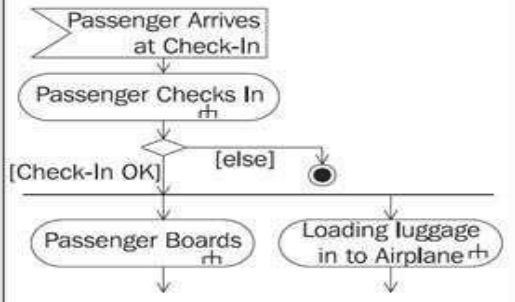 Passenger Arrives
at Check-In
Passenger Checks In
[else]
[Check-In OK]
Passenger Boards
Loading luggage
in to Airplane